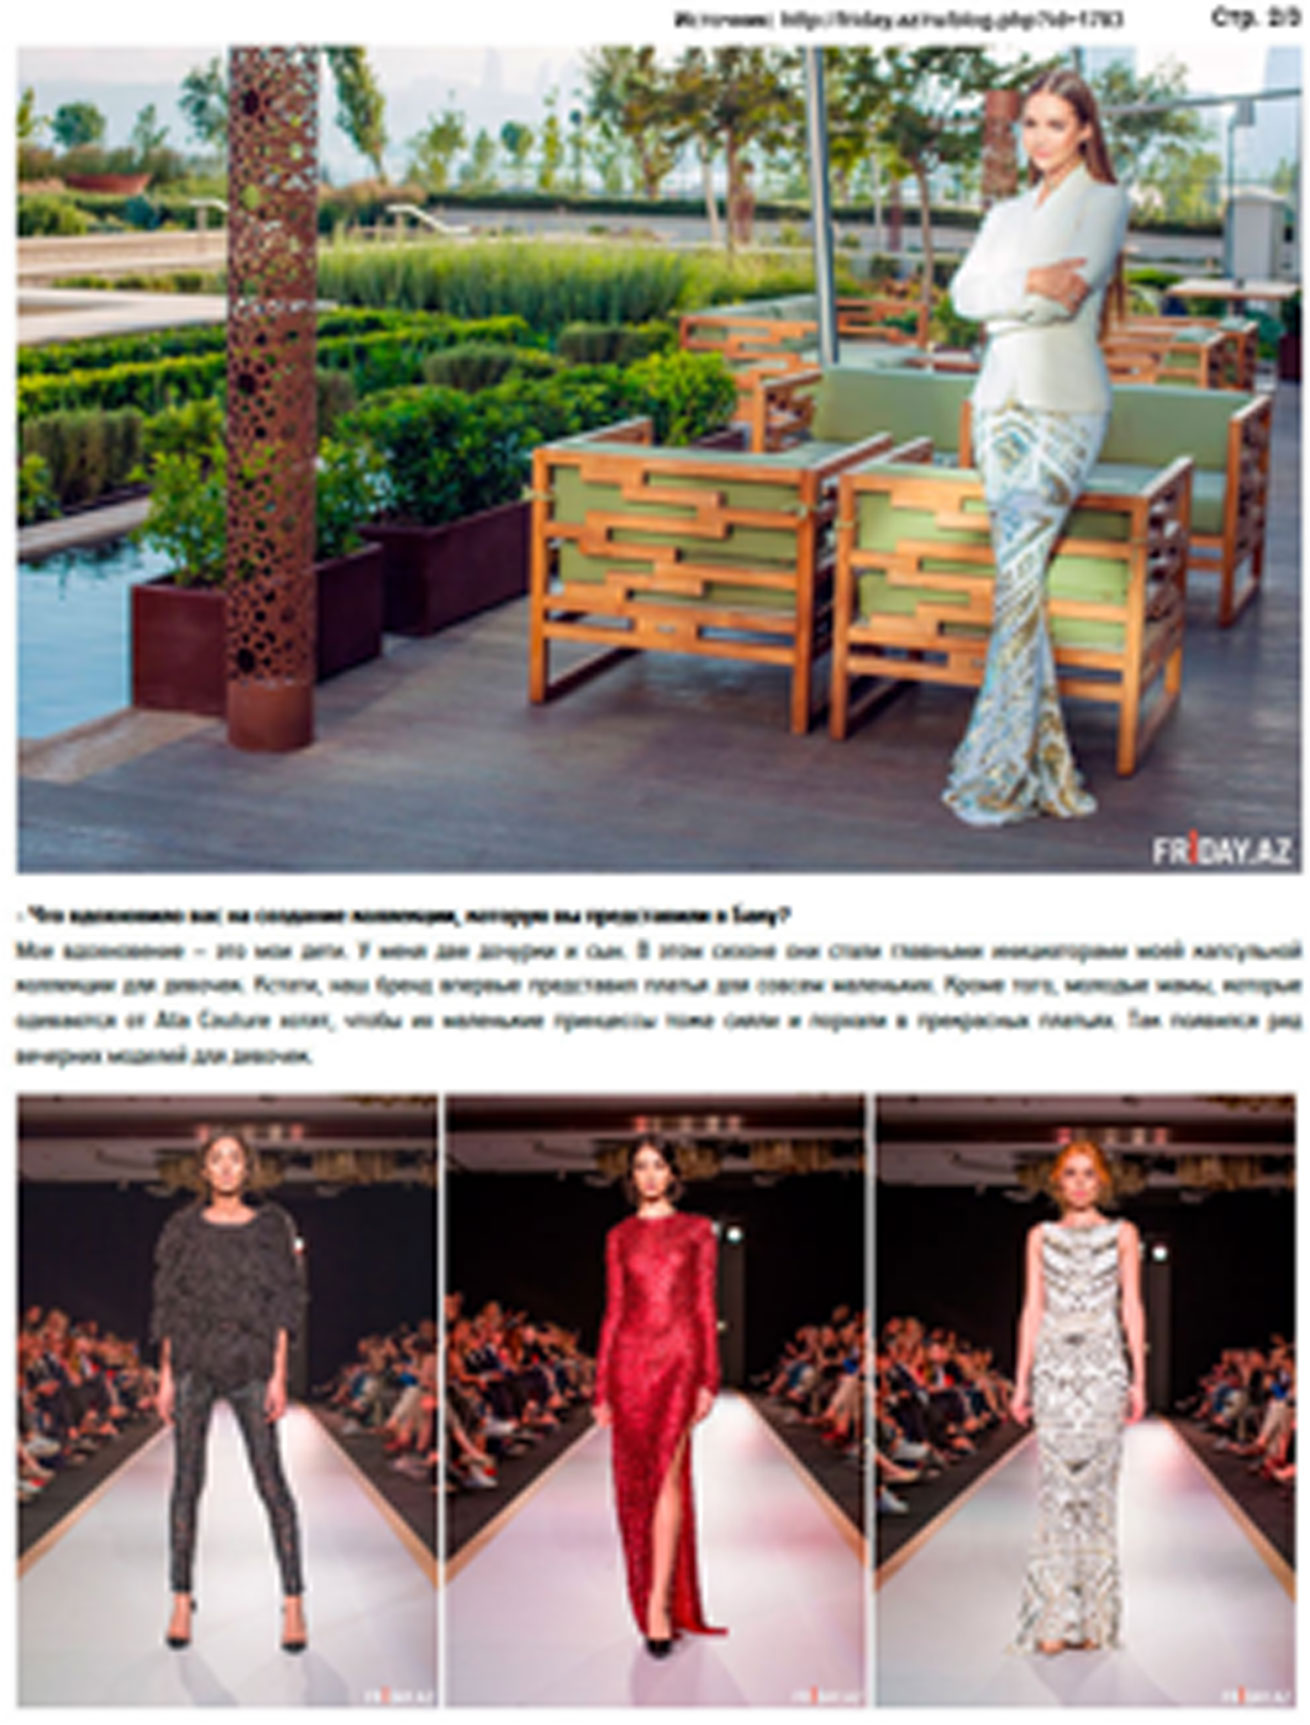 Источник: http://friday.az/ru/blog.php?id=1783 Стр. 2/3
FRIDAY.AZ
- Что вдохновило вас на создание коллекции, которую вы представили в Баку?
Мое вдохновение – это мои дети. У меня две дочурки и сын. В этом сезоне они стали главными инициаторами моей капсульной
коллекции для девочек. Кстати, наш бренд впервые представил платья для совсем маленьких. Кроме того, молодые мамы, которые
одеваются от Alla Couture хотят, чтобы их маленькие принцессы тоже сияли и порхали в прекрасных платьях. Так появился ряд
вечерних моделей для девочек.
FRIDAY.AZ
FRIDAY.AZ
FRIDAY.AZ